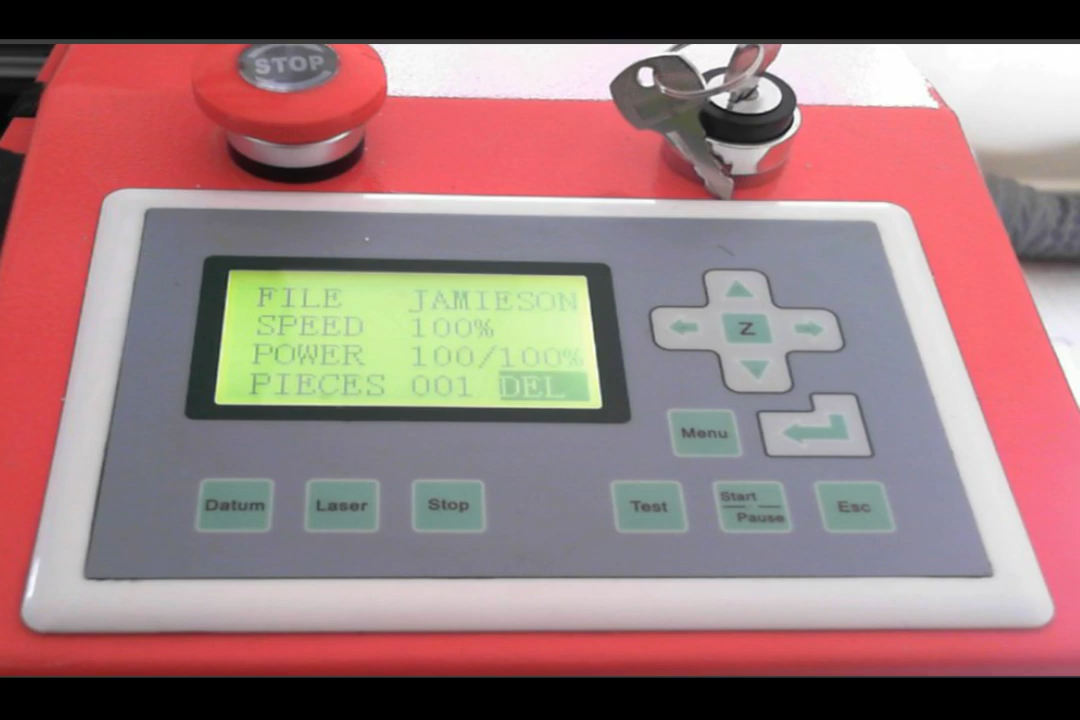 STOP
FILE JAMIESON
SPEED 100%
POWER 100/100%
PIECES 001 DEL
Z
Menu
Datum Laser Stop Test Start Pause Esc